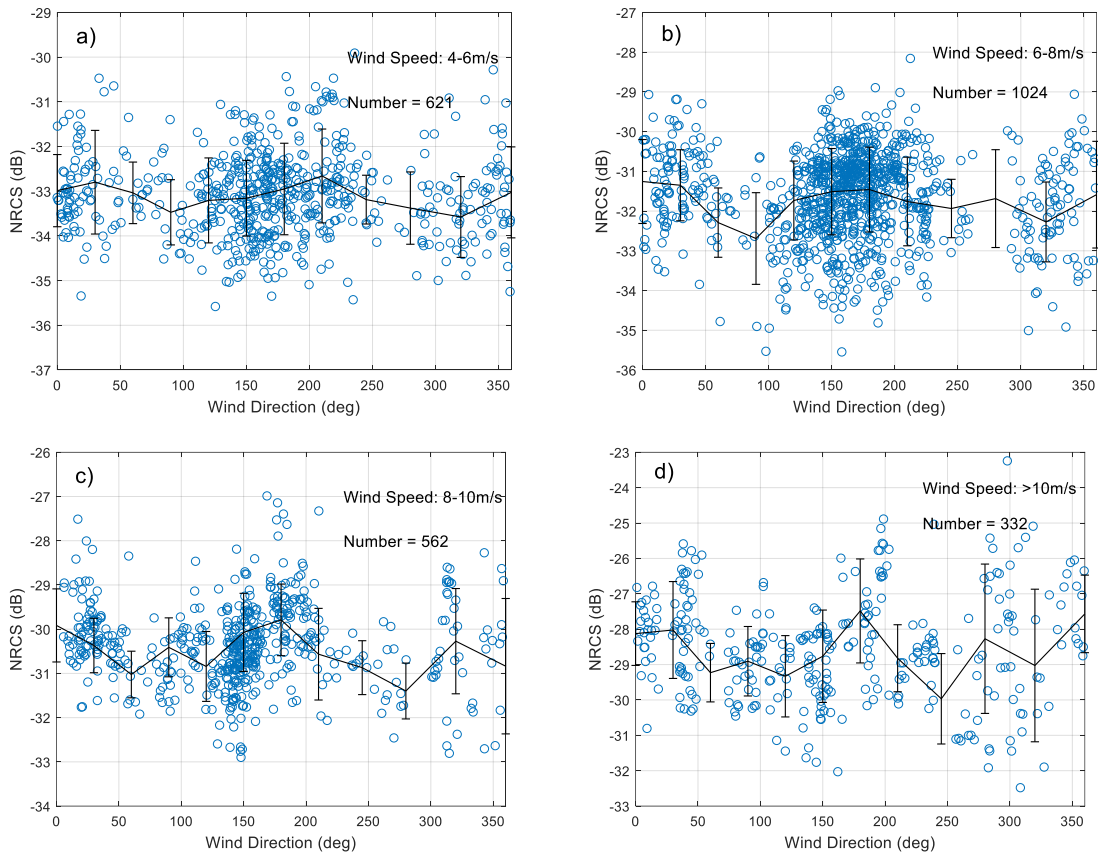 a)
Wind Speed: 4-6m/s
Number = 621
-29
-30
-31
-32
-33
-34
-35
-36
-37
NRCS (dB)
0 50 100 150 200 250 300 350
Wind Direction (deg)
b)
Wind Speed: 6-8m/s
Number = 1024
-27
-28
-29
-30
-31
-32
-33
-34
-35
-36
NRCS (dB)
0 50 100 150 200 250 300 350
Wind Direction (deg)
c)
Wind Speed: 8-10m/s
Number = 562
-26
-27
-28
-29
-30
-31
-32
-33
-34
NRCS (dB)
0 50 100 150 200 250 300 350
Wind Direction (deg)
d)
Wind Speed: >10m/s
Number = 332
-23
-24
-25
-26
-27
-28
-29
-30
-31
-32
-33
NRCS (dB)
0 50 100 150 200 250 300 350
Wind Direction (deg)